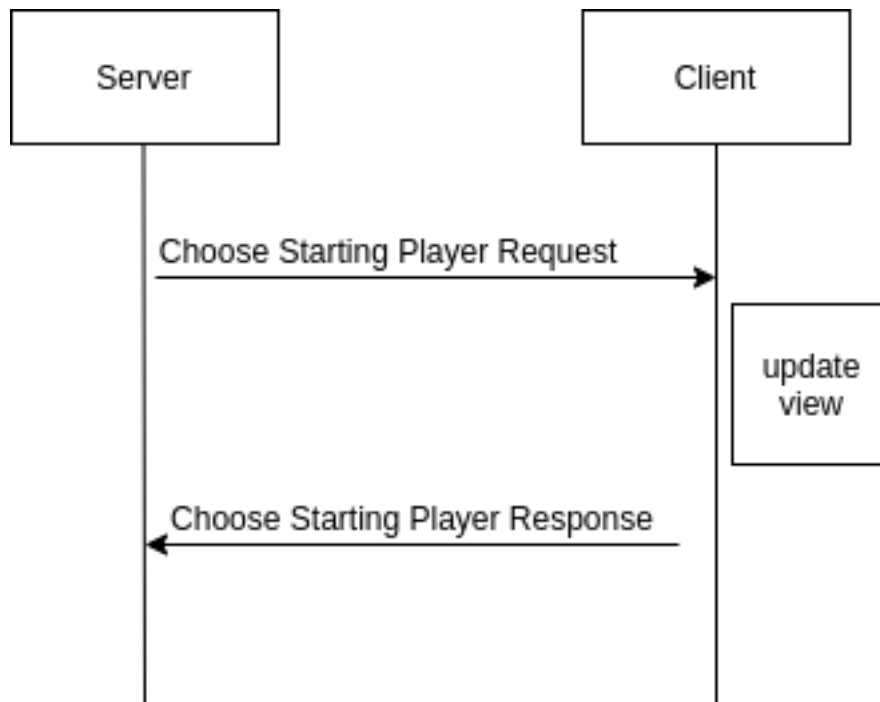 Server
Client
Choose Starting Player Request
update
view
Choose Starting Player Response